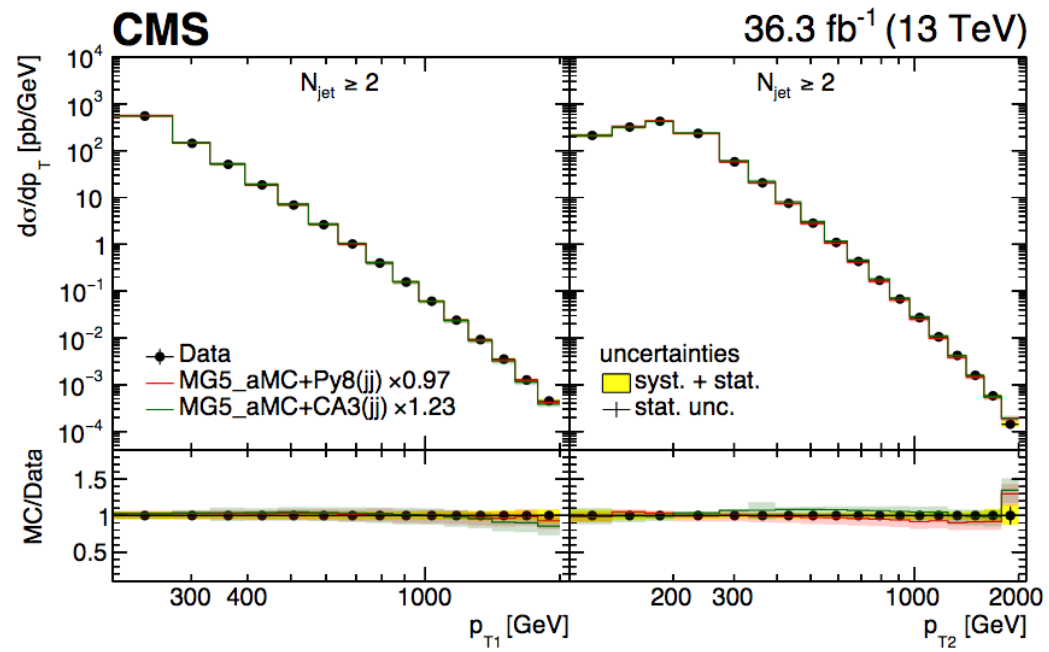 CMS
36.3 fb⁻¹ (13 TeV)
dσ/dp_T [pb/GeV]
10⁴
10³
10²
10
1
10⁻¹
10⁻²
10⁻³
10⁻⁴
N_jet ≥ 2
N_jet ≥ 2
Data
MG5_aMC+Py8(jj) ×0.97
MG5_aMC+CA3(jj) ×1.23
uncertainties
syst. + stat.
stat. unc.
MC/Data
1.5
1
0.5
300 400 1000
200 300 1000 2000
p_T1 [GeV]
p_T2 [GeV]